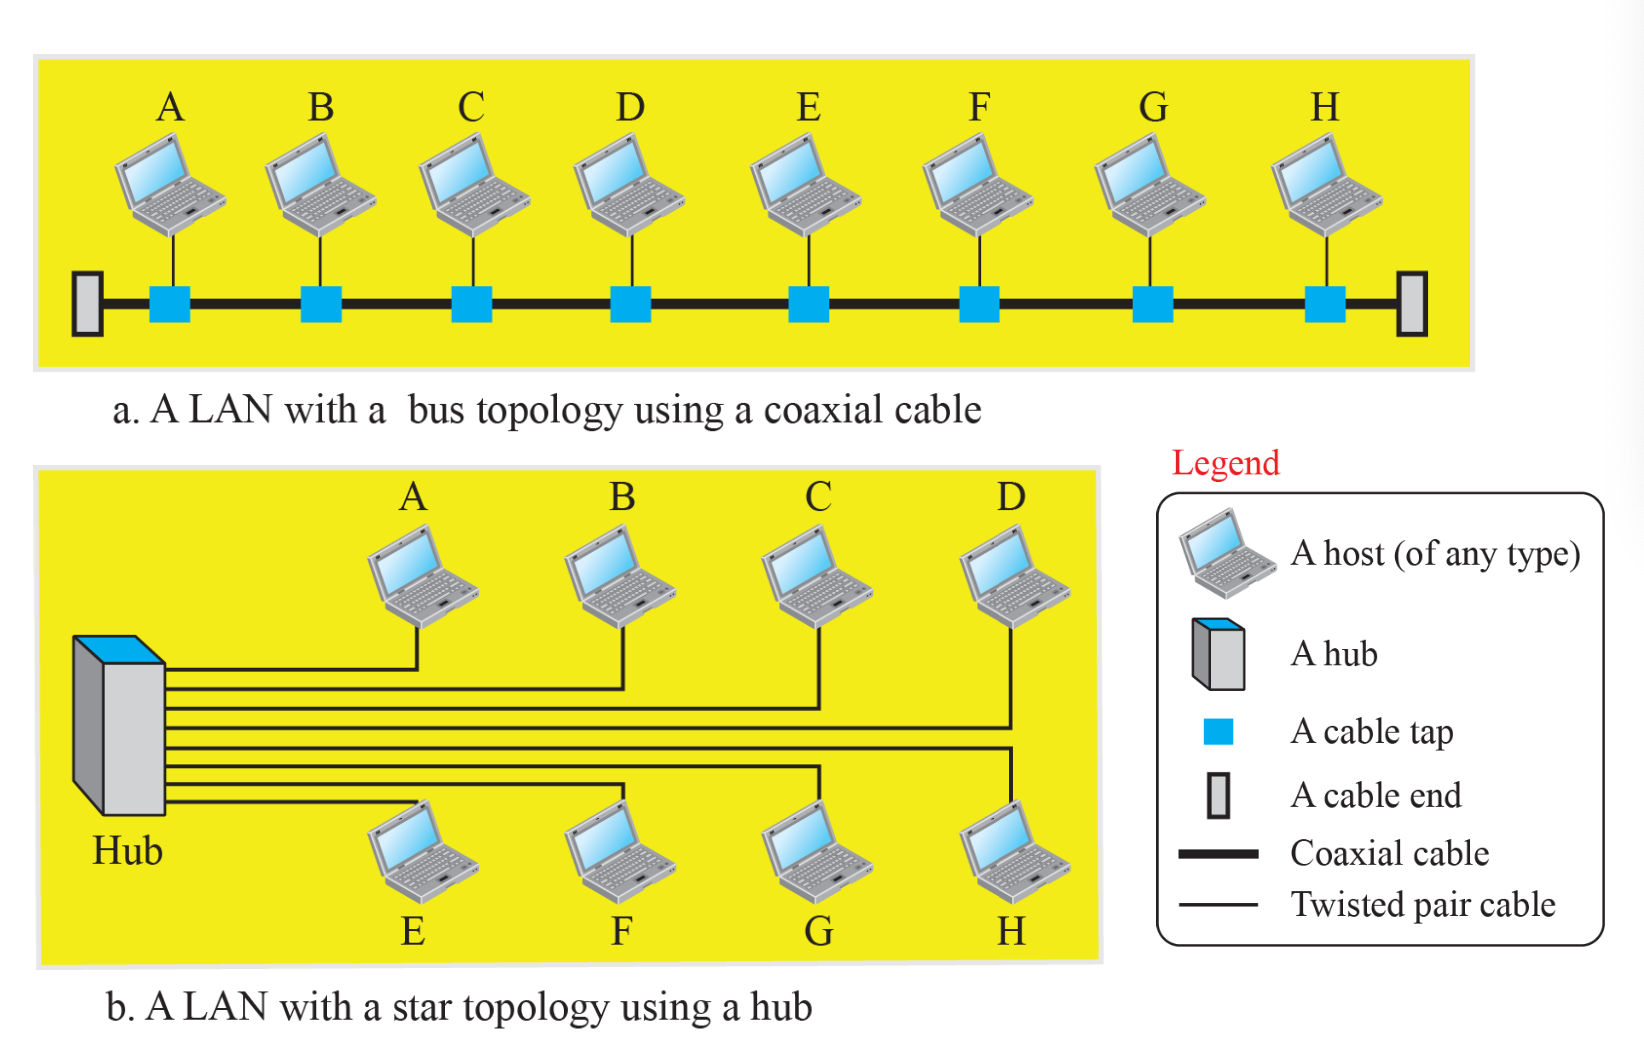 A B C D E F G H
a. A LAN with a bus topology using a coaxial cable
A B C D
Hub
E F G H
b. A LAN with a star topology using a hub
Legend
A host (of any type)
A hub
A cable tap
A cable end
Coaxial cable
Twisted pair cable